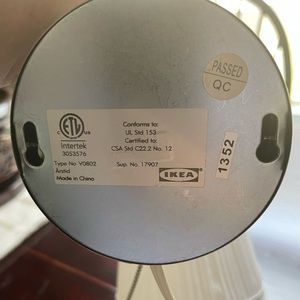 PASSED
QC
ETL
C US
Intertek
3053576
Conforms to:
UL Std 153
Certified to:
CSA Std C22.2 No. 12
Type No V0802
Sup. No. 17907
Årstid
Made in China
IKEA
1352